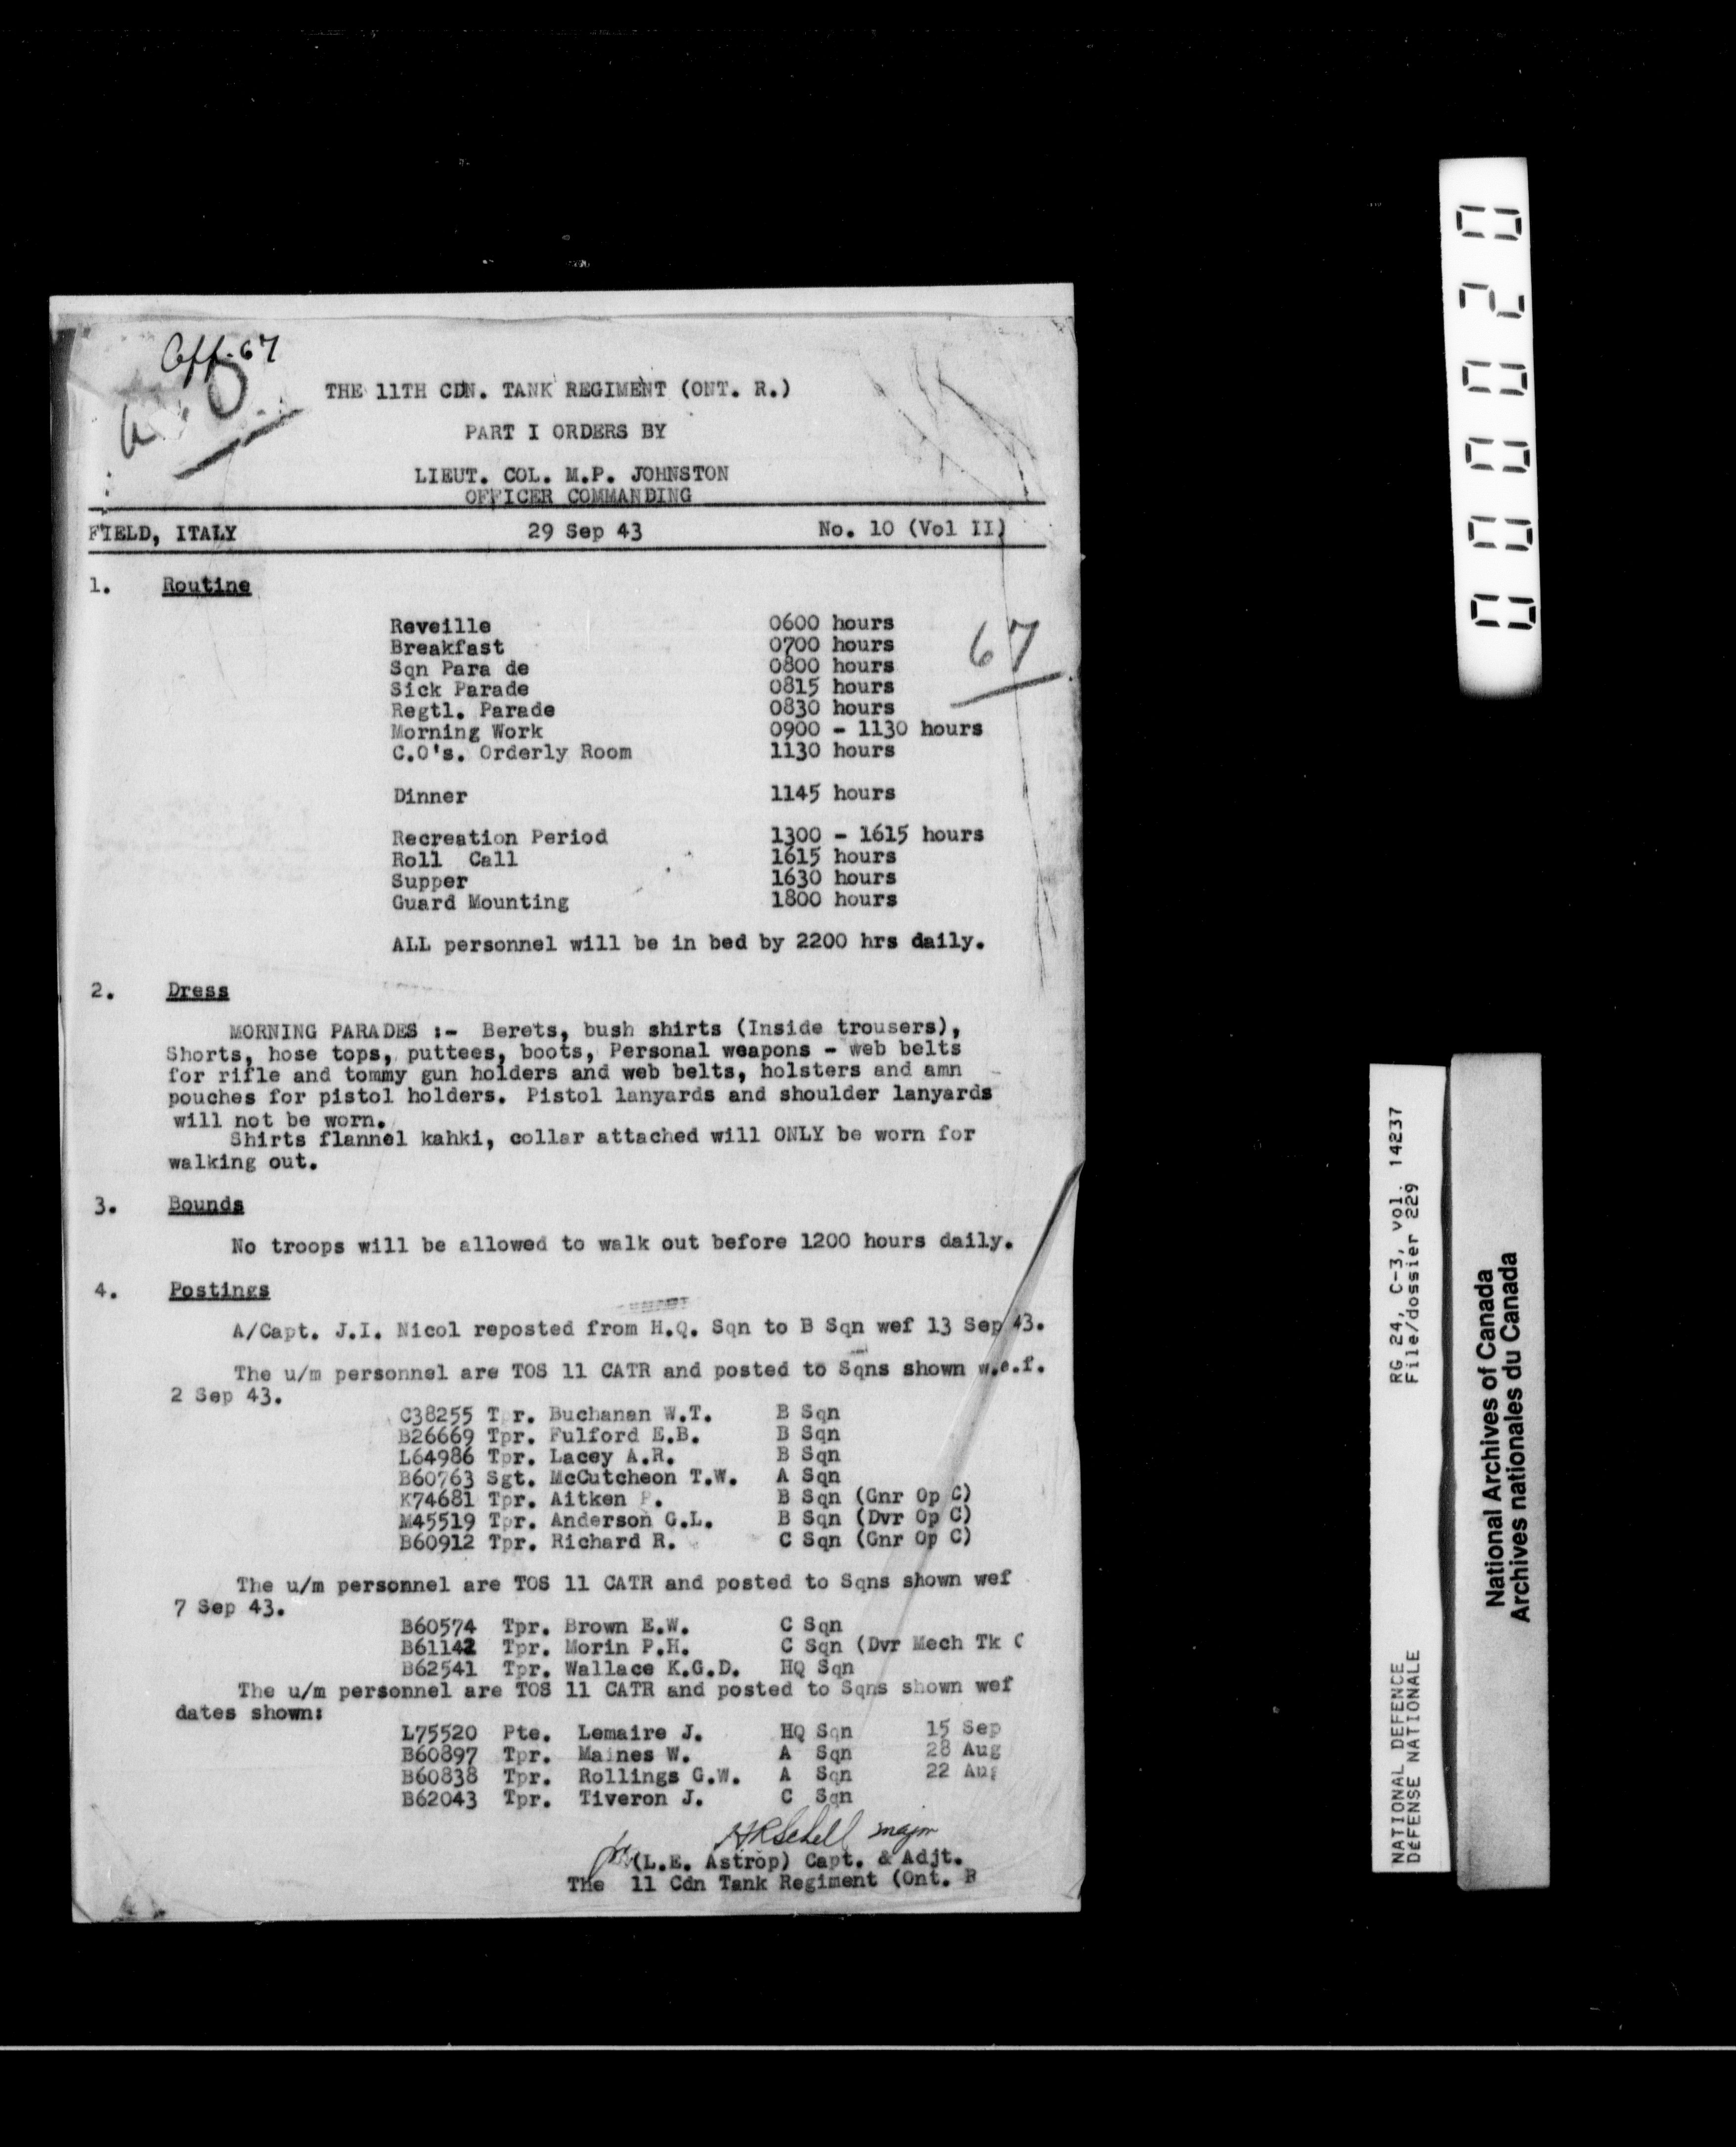 Aff. 67
THE 11TH CDN. TANK REGIMENT (ONT. R.)
PART I ORDERS BY
LIEUT. COL. M.P. JOHNSTON
OFFICER COMMANDING
FIELD, ITALY 29 Sep 43 No. 10 (Vol II)
1. Routine
Reveille 0600 hours
Breakfast 0700 hours
67
Sqn Para de 0800 hours
Sick Parade 0815 hours
Regtl. Parade 0830 hours
Morning Work 0900 - 1130 hours
C.O's. Orderly Room 1130 hours
Dinner 1145 hours
Recreation Period 1300 - 1615 hours
Roll Call 1615 hours
Supper 1630 hours
Guard Mounting 1800 hours
ALL personnel will be in bed by 2200 hrs daily.
2. Dress
MORNING PARADES :- Berets, bush shirts (Inside trousers),
Shorts, hose tops, puttees, boots, Personal weapons - web belts
for rifle and tommy gun holders and web belts, holsters and amn
pouches for pistol holders. Pistol lanyards and shoulder lanyards
will not be worn.
Shirts flannel kahki, collar attached will ONLY be worn for
walking out.
3. Bounds
No troops will be allowed to walk out before 1200 hours daily.
4. Postings
A/Capt. J.I. Nicol reposted from H.Q. Sqn to B Sqn wef 13 Sep 43.
The u/m personnel are TOS 11 CATR and posted to Sqns shown w.e.f.
2 Sep 43.
C38255 Tpr. Buchanan W.T. B Sqn
B26669 Tpr. Fulford E.B. B Sqn
L64986 Tpr. Lacey A.R. B Sqn
B60763 Sgt. McCutcheon T.W. A Sqn
K74681 Tpr. Aitken P. B Sqn (Gnr Op C)
M45519 Tpr. Anderson G.L. B Sqn (Dvr Op C)
B60912 Tpr. Richard R. C Sqn (Gnr Op C)
The u/m personnel are TOS 11 CATR and posted to Sqns shown wef
7 Sep 43.
B60574 Tpr. Brown E.W. C Sqn
B61142 Tpr. Morin P.H. C Sqn (Dvr Mech Tk C
B62541 Tpr. Wallace K.G.D. HQ Sqn
The u/m personnel are TOS 11 CATR and posted to Sqns shown wef
dates shown:
L75520 Pte. Lemaire J. HQ Sqn 15 Sep
B60897 Tpr. Maines W. A Sqn 28 Aug
B60838 Tpr. Rollings G.W. A Sqn 22 Aug
B62043 Tpr. Tiveron J. C Sqn
HRSchell major
for (L.E. Astrop) Capt. & Adjt.
The 11 Cdn Tank Regiment (Ont. R
000020
RG 24, C-3, vol. 14237
File/dossier 229
NATIONAL DEFENCE
DÉFENSE NATIONALE
National Archives of Canada
Archives nationales du Canada